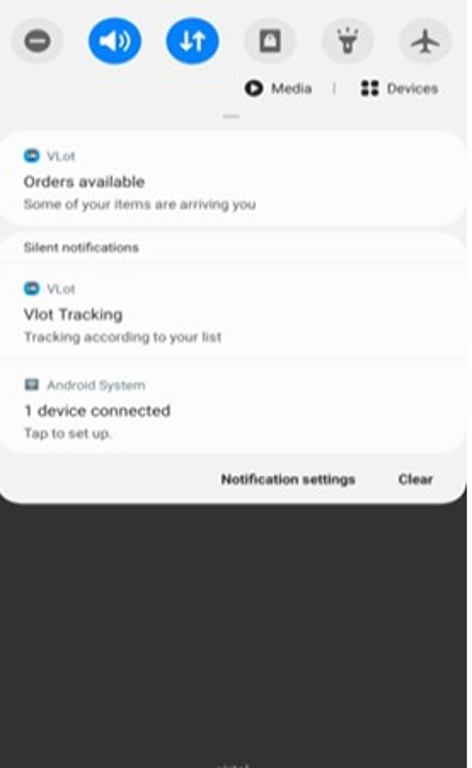 Media | Devices
VLot
Orders available
Some of your items are arriving you
Silent notifications
VLot
Vlot Tracking
Tracking according to your list
Android System
1 device connected
Tap to set up.
Notification settings Clear